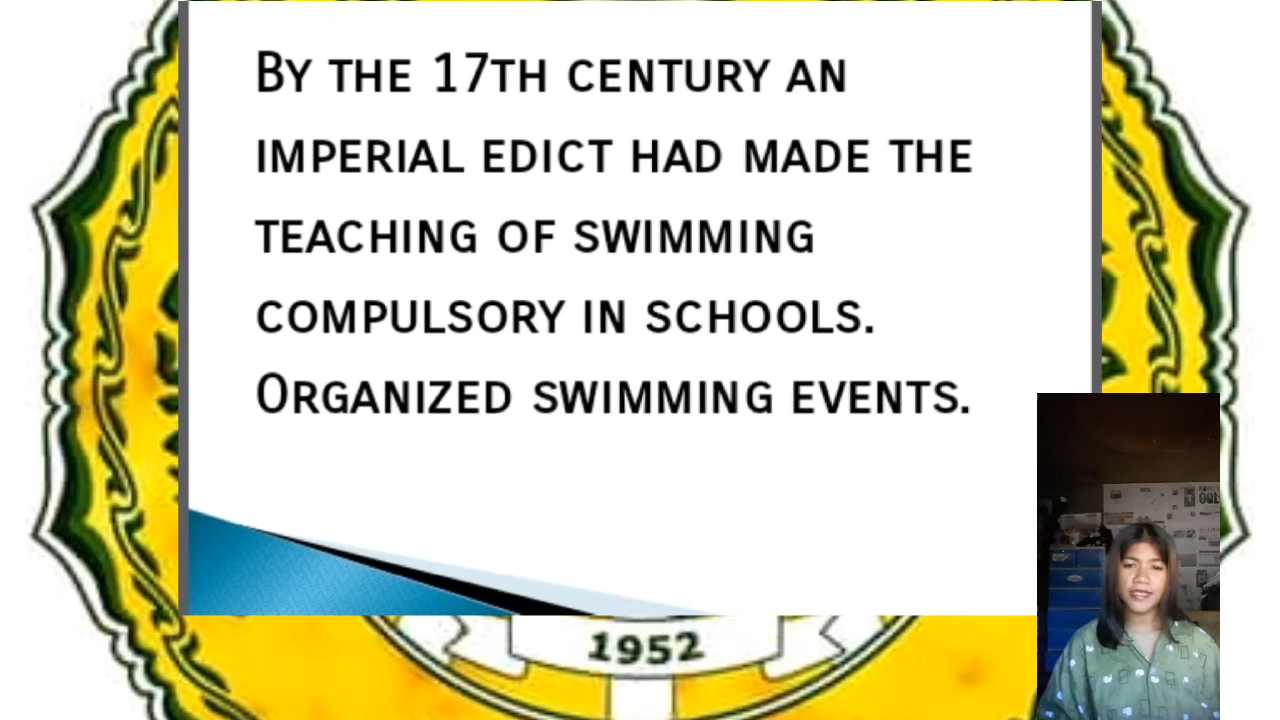 By the 17th century an
imperial edict had made the
teaching of swimming
compulsory in schools.
Organized swimming events.
1952